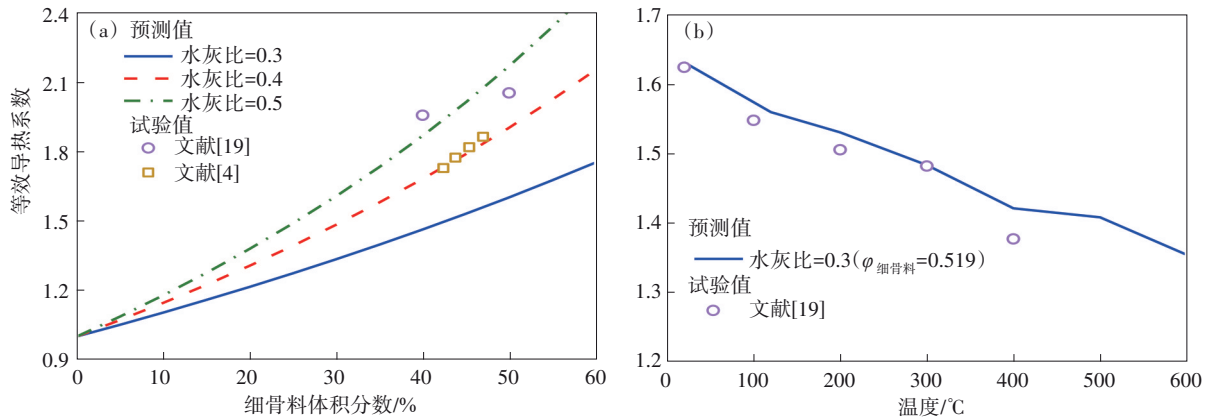 2.4
2.1
1.8
1.5
1.2
0.9
等效导热系数
(a) 预测值
水灰比=0.3
水灰比=0.4
水灰比=0.5
试验值
文献[19]
文献[4]
0 10 20 30 40 50 60
细骨料体积分数/%
1.7
1.6
1.5
1.4
1.3
1.2
(b)
预测值
水灰比=0.3(φ细骨料=0.519)
试验值
文献[19]
100 200 300 400 500 600
温度/℃